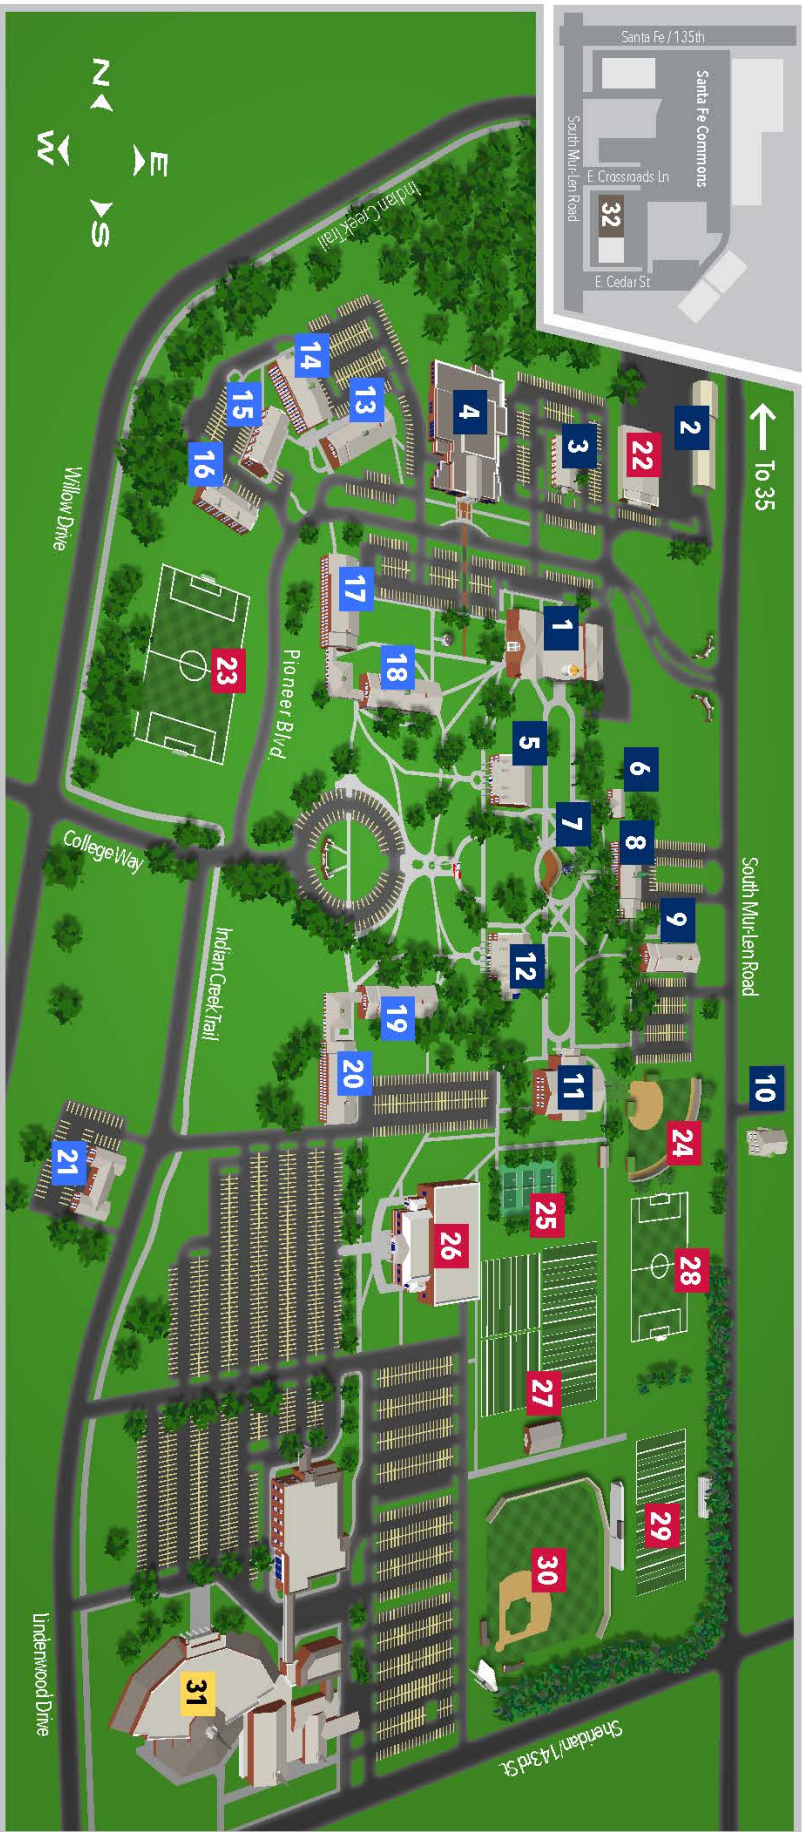 Santa Fe / 135th
Santa Fe Commons
South Mur-Len Road
E. Crossroads Ln
32
E. Cedar St
N
E
W
S
To 35
Indian Creek Trail
2
22
3
4
14
13
15
16
Willow Drive
17
1
18
23
Pioneer Blvd.
5
6
7
8
South Mur-Len Road
College Way
9
12
Indian Creek Trail
19
10
11
20
24
21
25
26
28
27
29
30
31
Lindenwood Drive
Sheridan/143rd St.